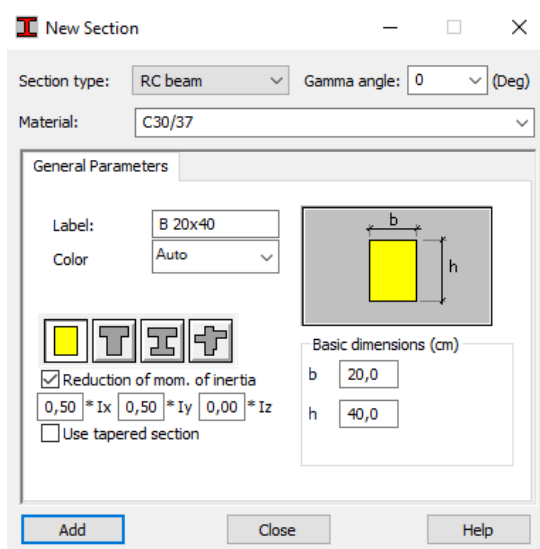 New Section
Section type: RC beam Gamma angle: 0 (Deg)
Material: C30/37
General Parameters
Label: B 20x40
Color Auto
b
h
Basic dimensions (cm)
b 20,0
h 40,0
Reduction of mom. of inertia
0,50 * Ix 0,50 * Iy 0,00 * Iz
Use tapered section
Add Close Help